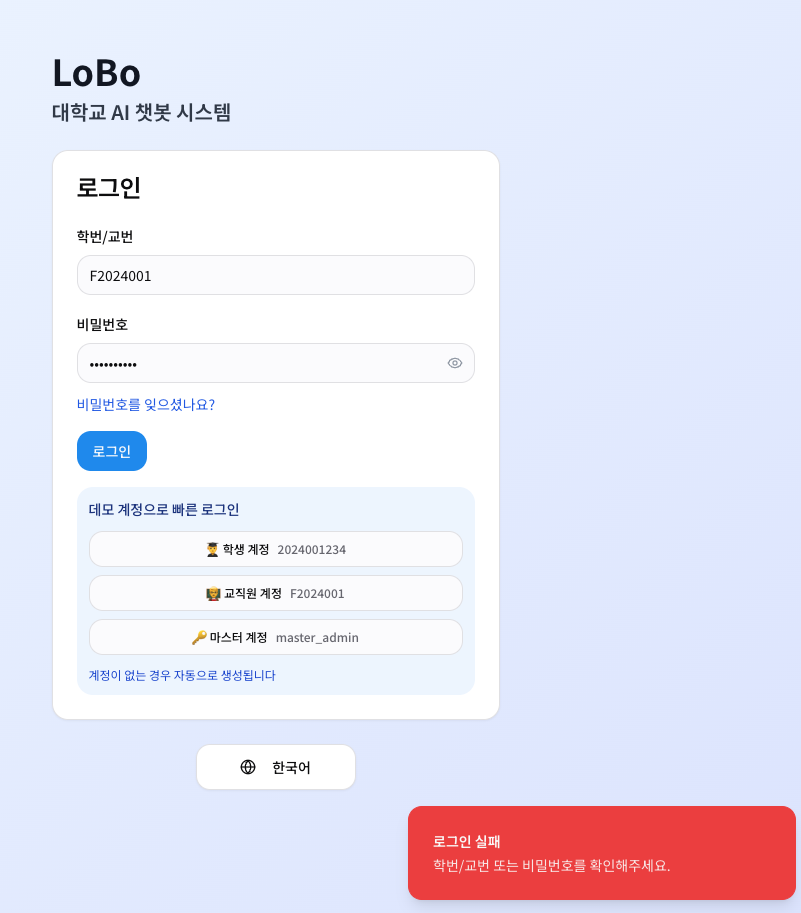 LoBo
대학교 AI 챗봇 시스템
로그인
학번/교번
F2024001
비밀번호
••••••••••
비밀번호를 잊으셨나요?
로그인
데모 계정으로 빠른 로그인
학생 계정 2024001234
교직원 계정 F2024001
마스터 계정 master_admin
계정이 없는 경우 자동으로 생성됩니다
한국어
로그인 실패
학번/교번 또는 비밀번호를 확인해주세요.